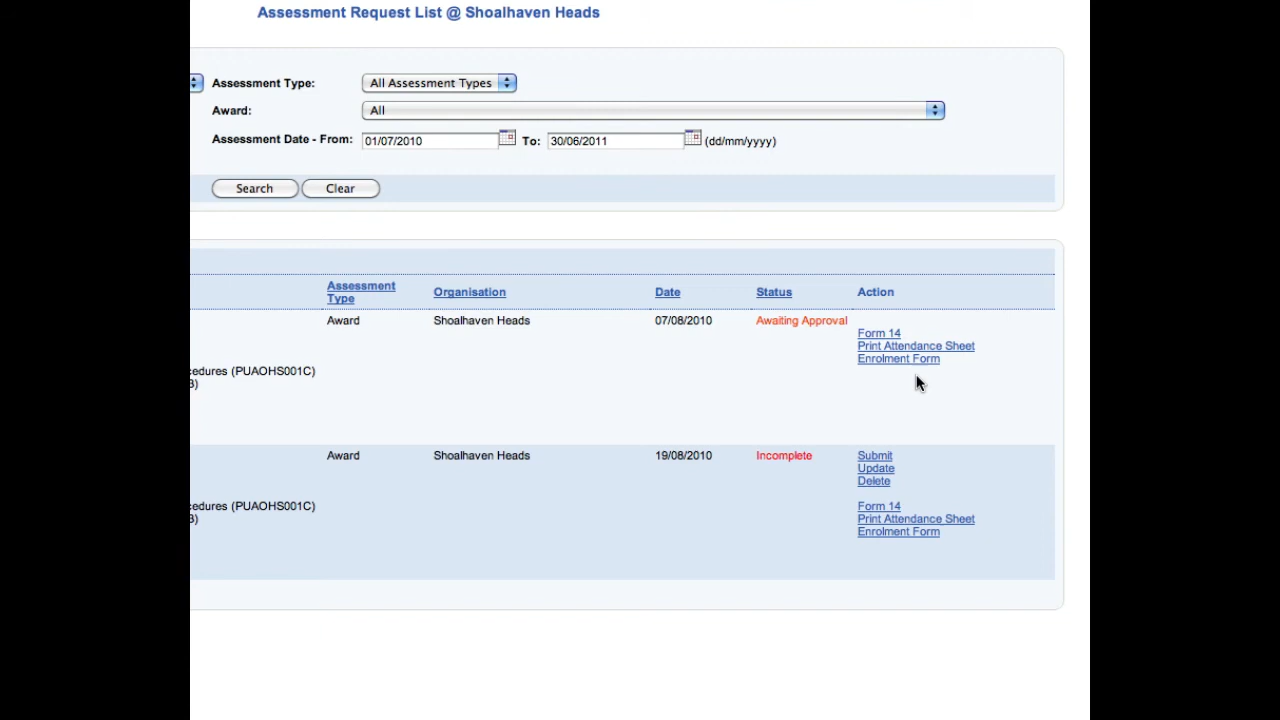 Assessment Request List @ Shoalhaven Heads
Assessment Type: All Assessment Types
Award: All
Assessment Date - From: 01/07/2010 To: 30/06/2011 (dd/mm/yyyy)
Search Clear
Assessment Type Organisation Date Status Action
Award Shoalhaven Heads 07/08/2010 Awaiting Approval
Form 14
Print Attendance Sheet
Enrolment Form
(PUAOHS001C)
Award Shoalhaven Heads 19/08/2010 Incomplete Submit
Update
Delete
Form 14
(PUAOHS001C)
Print Attendance Sheet
Enrolment Form